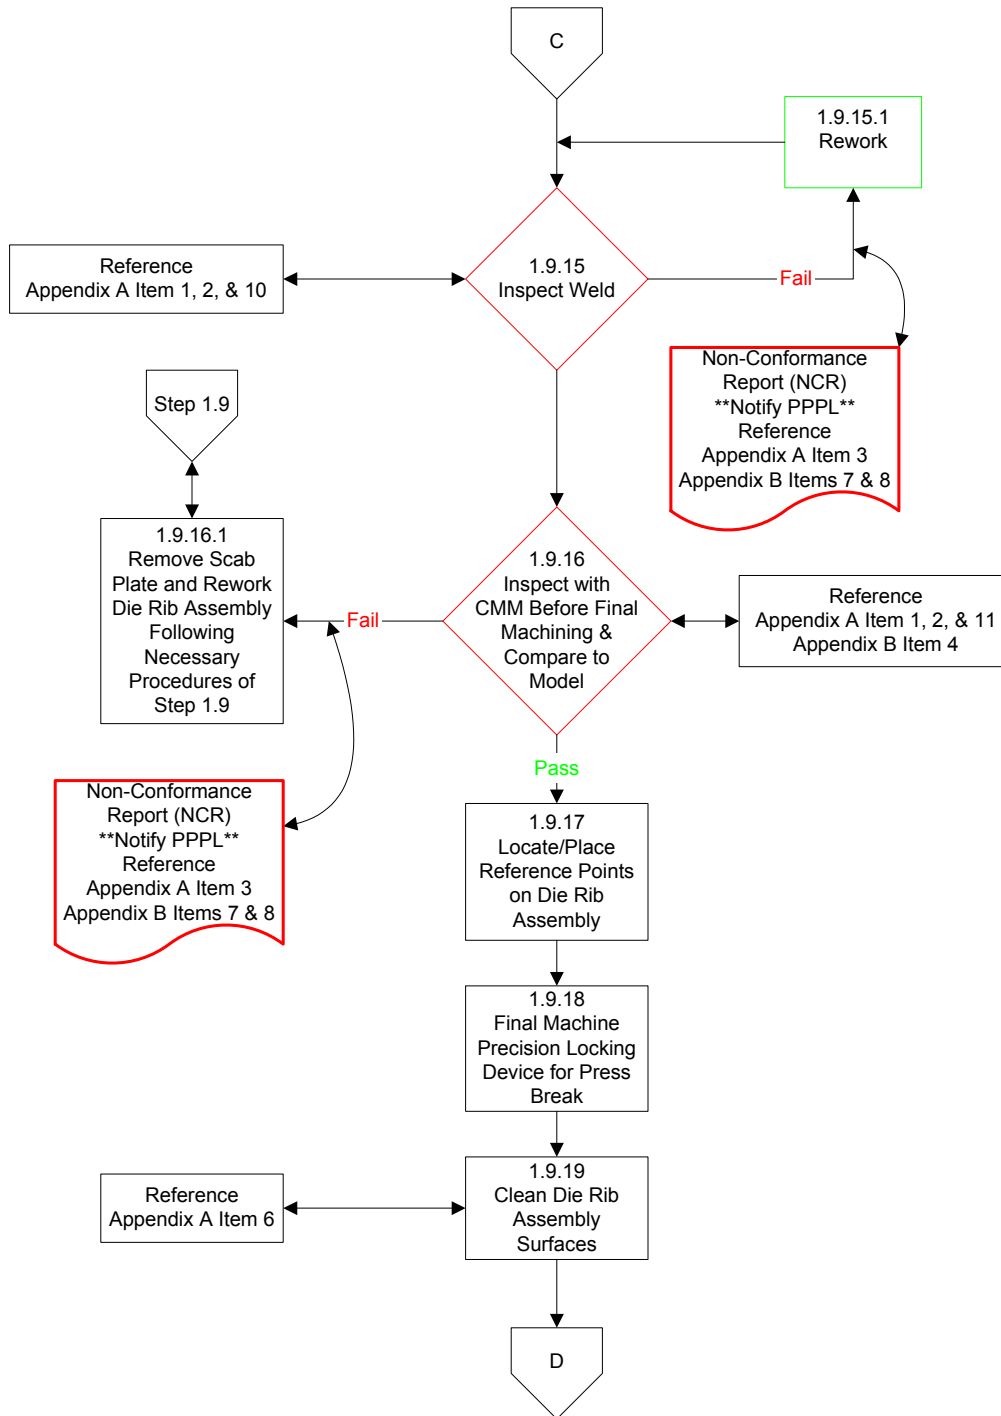 C
1.9.15.1
Rework
Reference
Appendix A Item 1, 2, & 10
1.9.15
Inspect Weld
Fail
Non-Conformance
Report (NCR)
**Notify PPPL**
Reference
Appendix A Item 3
Appendix B Items 7 & 8
Step 1.9
1.9.16.1
Remove Scab
Plate and Rework
Die Rib Assembly
Following
Necessary
Procedures of
Step 1.9
Fail
1.9.16
Inspect with
CMM Before Final
Machining &
Compare to
Model
Reference
Appendix A Item 1, 2, & 11
Appendix B Item 4
Pass
Non-Conformance
Report (NCR)
**Notify PPPL**
Reference
Appendix A Item 3
Appendix B Items 7 & 8
1.9.17
Locate/Place
Reference Points
on Die Rib
Assembly
1.9.18
Final Machine
Precision Locking
Device for Press
Break
Reference
Appendix A Item 6
1.9.19
Clean Die Rib
Assembly
Surfaces
D